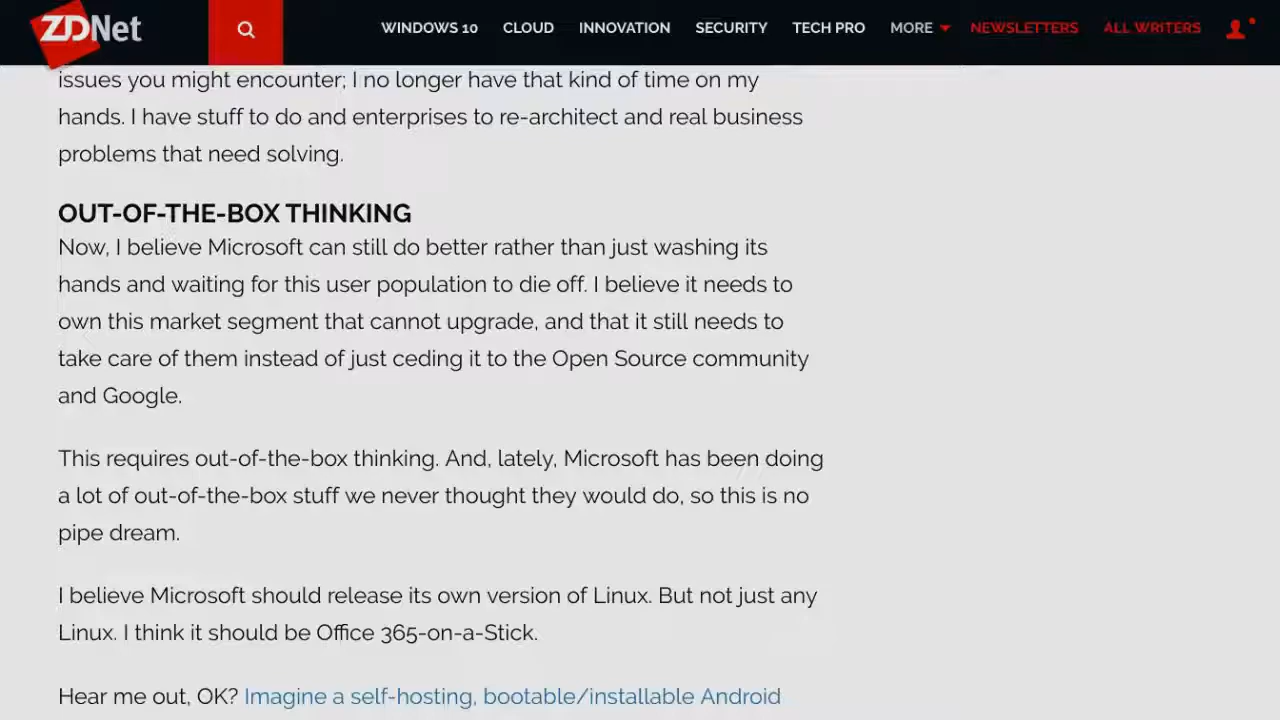 ZDNet WINDOWS 10 CLOUD INNOVATION SECURITY TECH PRO MORE NEWSLETTERS ALL WRITERS
issues you might encounter; I no longer have that kind of time on my
hands. I have stuff to do and enterprises to re-architect and real business
problems that need solving.
OUT-OF-THE-BOX THINKING
Now, I believe Microsoft can still do better rather than just washing its
hands and waiting for this user population to die off. I believe it needs to
own this market segment that cannot upgrade, and that it still needs to
take care of them instead of just ceding it to the Open Source community
and Google.
This requires out-of-the-box thinking. And, lately, Microsoft has been doing
a lot of out-of-the-box stuff we never thought they would do, so this is no
pipe dream.
I believe Microsoft should release its own version of Linux. But not just any
Linux. I think it should be Office 365-on-a-Stick.
Hear me out, OK? Imagine a self-hosting, bootable/installable Android